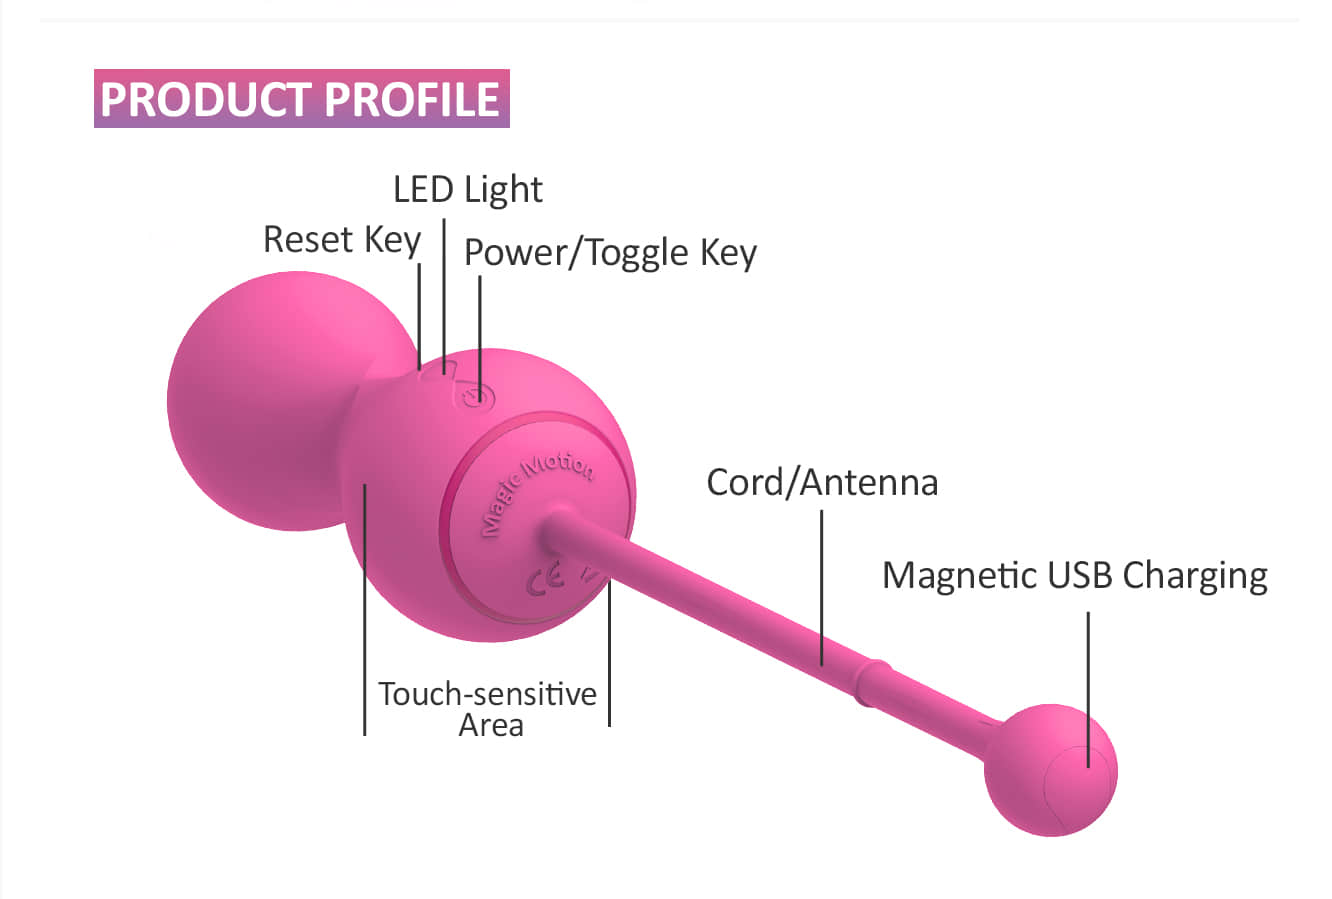 PRODUCT PROFILE
LED Light
Reset Key
Power/Toggle Key
Magic Motion
Cord/Antenna
CE
Magnetic USB Charging
Touch-sensitive
Area